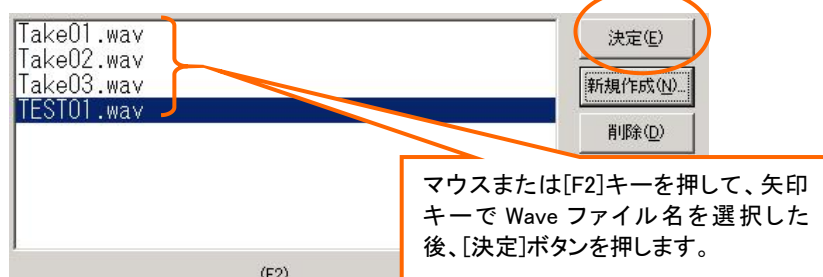 Take01.wav
Take02.wav
Take03.wav
TEST01.wav
決定(E)
新規作成(N)...
削除(D)
マウスまたは[F2]キーを押して、矢印
キーで Wave ファイル名を選択した
後、[決定]ボタンを押します。
(F2)